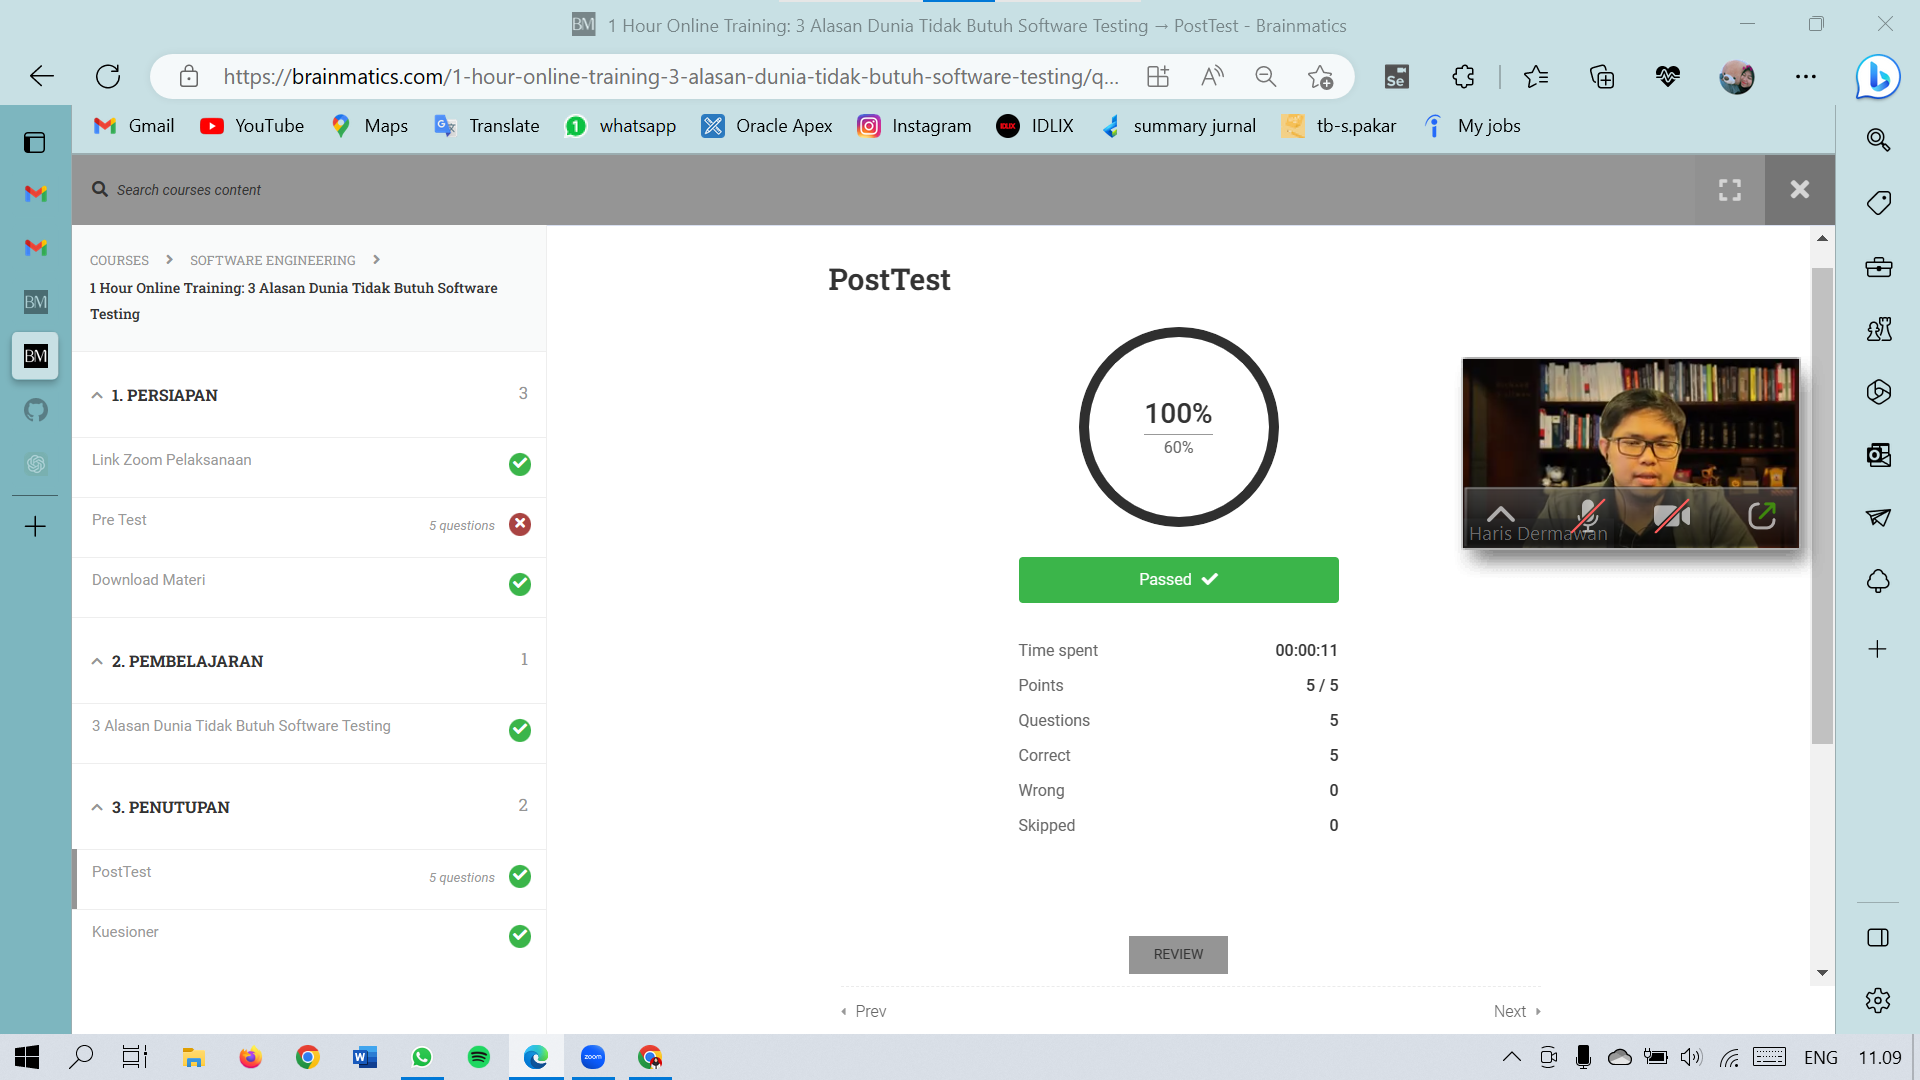 BM 1 Hour Online Training: 3 Alasan Dunia Tidak Butuh Software Testing → PostTest - Brainmatics
https://brainmatics.com/1-hour-online-training-3-alasan-dunia-tidak-butuh-software-testing/q...
Se
Gmail YouTube Maps Translate whatsapp Oracle Apex Instagram IDLIX summary jurnal tb-s.pakar My jobs
Search courses content
BM
BM
COURSES SOFTWARE ENGINEERING
1 Hour Online Training: 3 Alasan Dunia Tidak Butuh Software
Testing
1. PERSIAPAN 3
Link Zoom Pelaksanaan
Pre Test 5 questions
Download Materi
2. PEMBELAJARAN 1
3 Alasan Dunia Tidak Butuh Software Testing
3. PENUTUPAN 2
PostTest 5 questions
Kuesioner
PostTest
100%
60%
Passed
Time spent 00:00:11
Points 5 / 5
Questions 5
Correct 5
Wrong 0
Skipped 0
REVIEW
Prev Next
Haris Dermawan
zoom
ENG 11.09